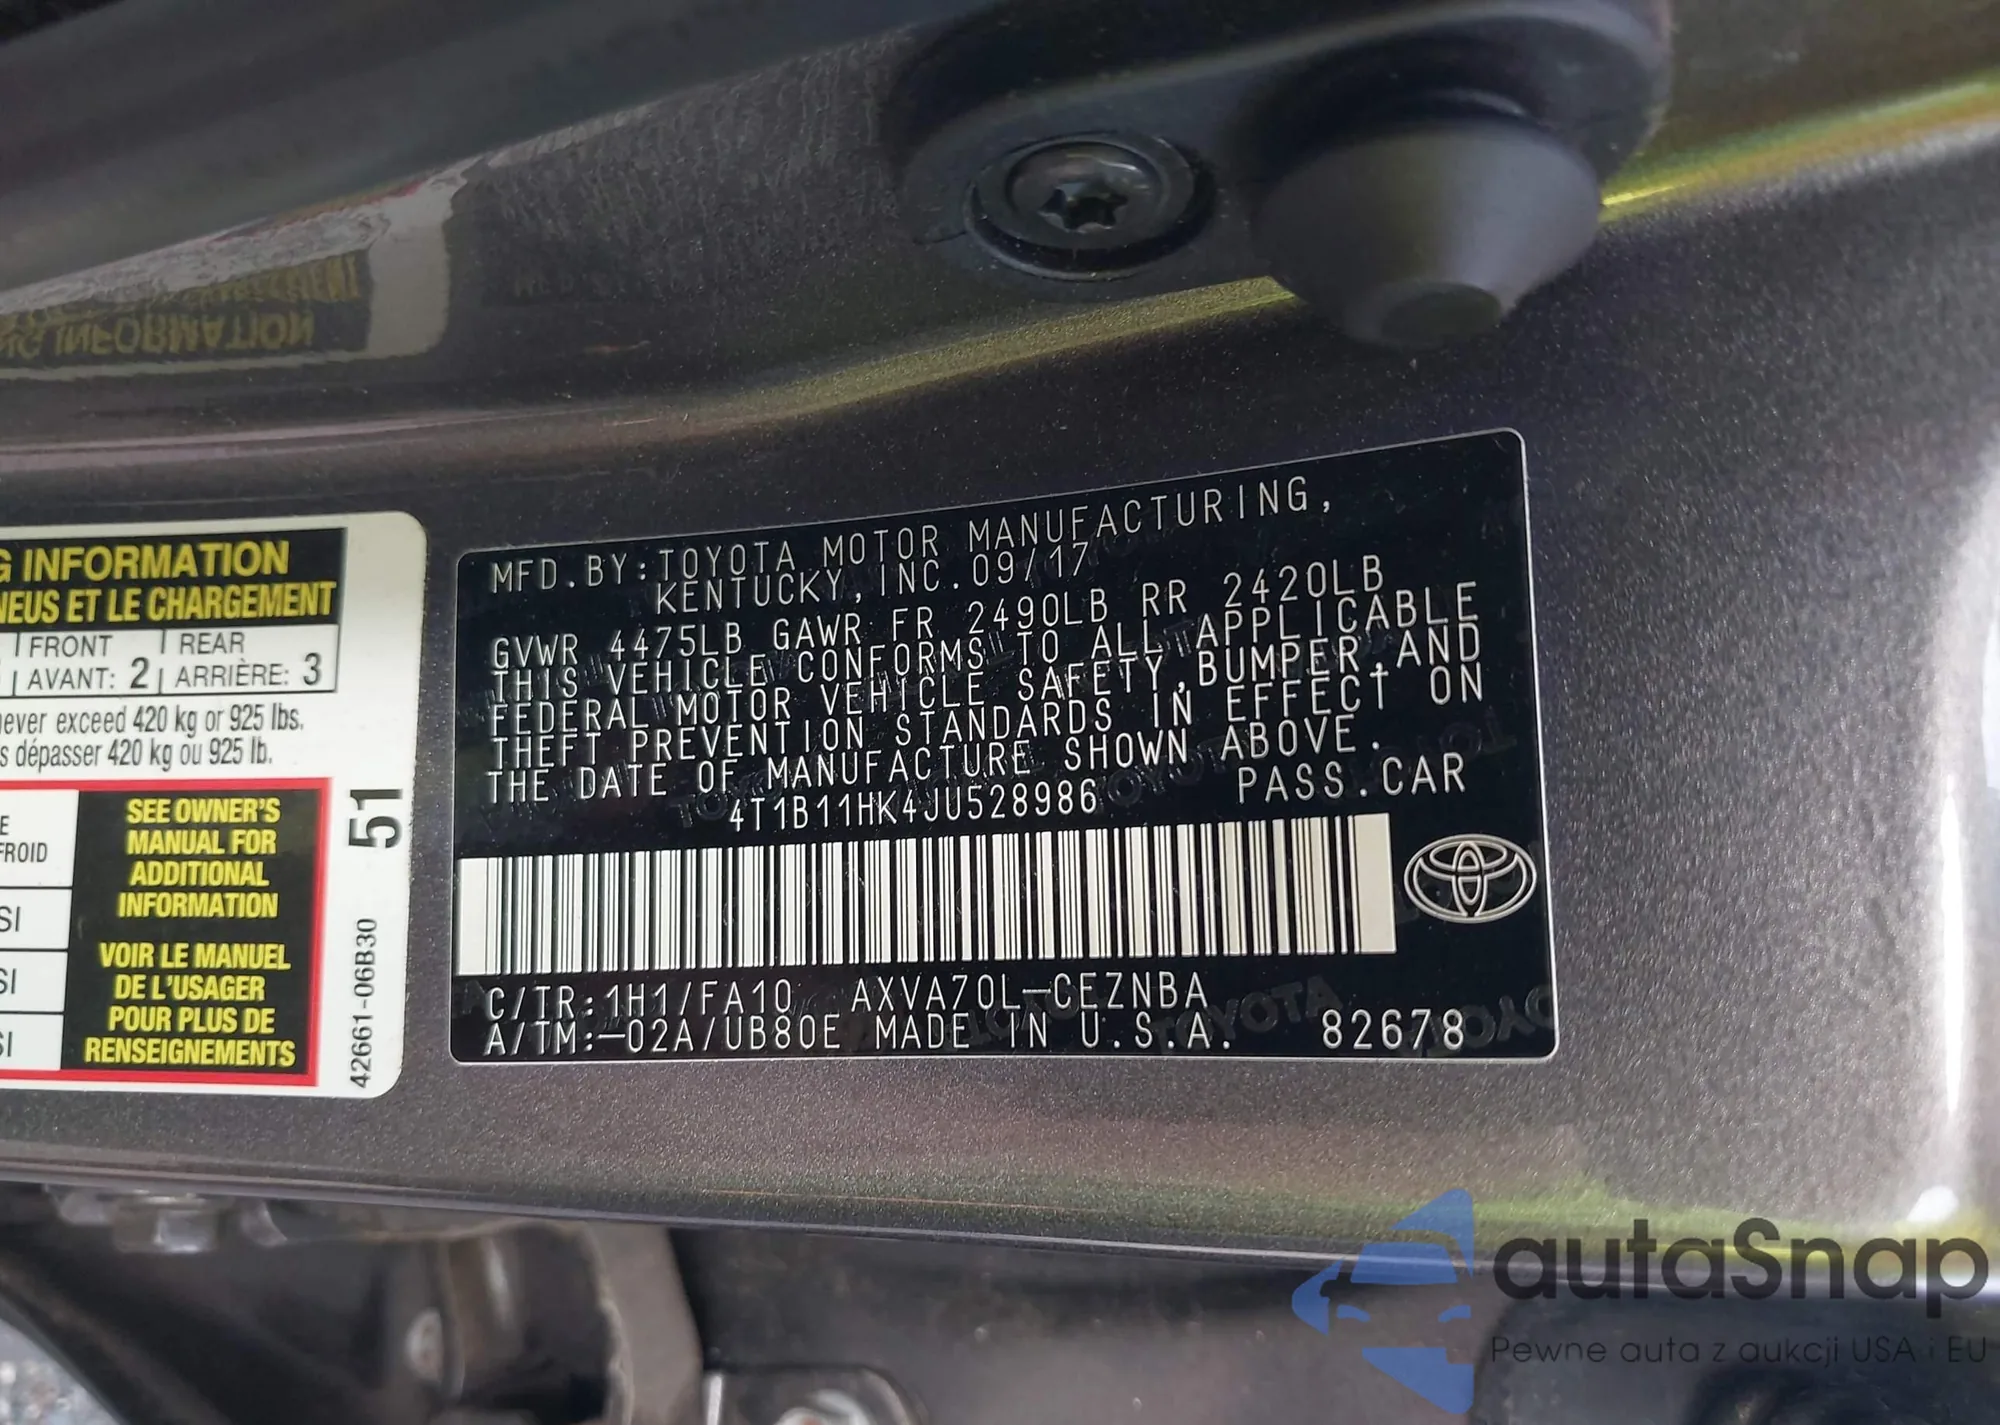 G INFORMATION
NEUS ET LE CHARGEMENT
FRONT REAR
AVANT: 2 ARRIÈRE: 3
never exceed 420 kg or 925 lbs.
s dépasser 420 kg ou 925 lb.
E
FROID
SI
SI
SI
SEE OWNER'S
MANUAL FOR
ADDITIONAL
INFORMATION
VOIR LE MANUEL
DE L'USAGER
POUR PLUS DE
RENSEIGNEMENTS
51
42661-06B30
MFD.BY:TOYOTA MOTOR MANUFACTURING,
KENTUCKY,INC.09/17
GVWR 4475LB GAWR FR 2490LB RR 2420LB
THIS VEHICLE CONFORMS TO ALL APPLICABLE
FEDERAL MOTOR VEHICLE SAFETY,BUMPER,AND
THEFT PREVENTION STANDARDS IN EFFECT ON
THE DATE OF MANUFACTURE SHOWN ABOVE.
4T1B11HK4JU528986 PASS.CAR
C/TR:1H1/FA10 AXVA70L-CEZNBA
A/TM:-02A/UB80E MADE IN U.S.A. 82678
autaSnap
Pewne auta z aukcji USA i EU